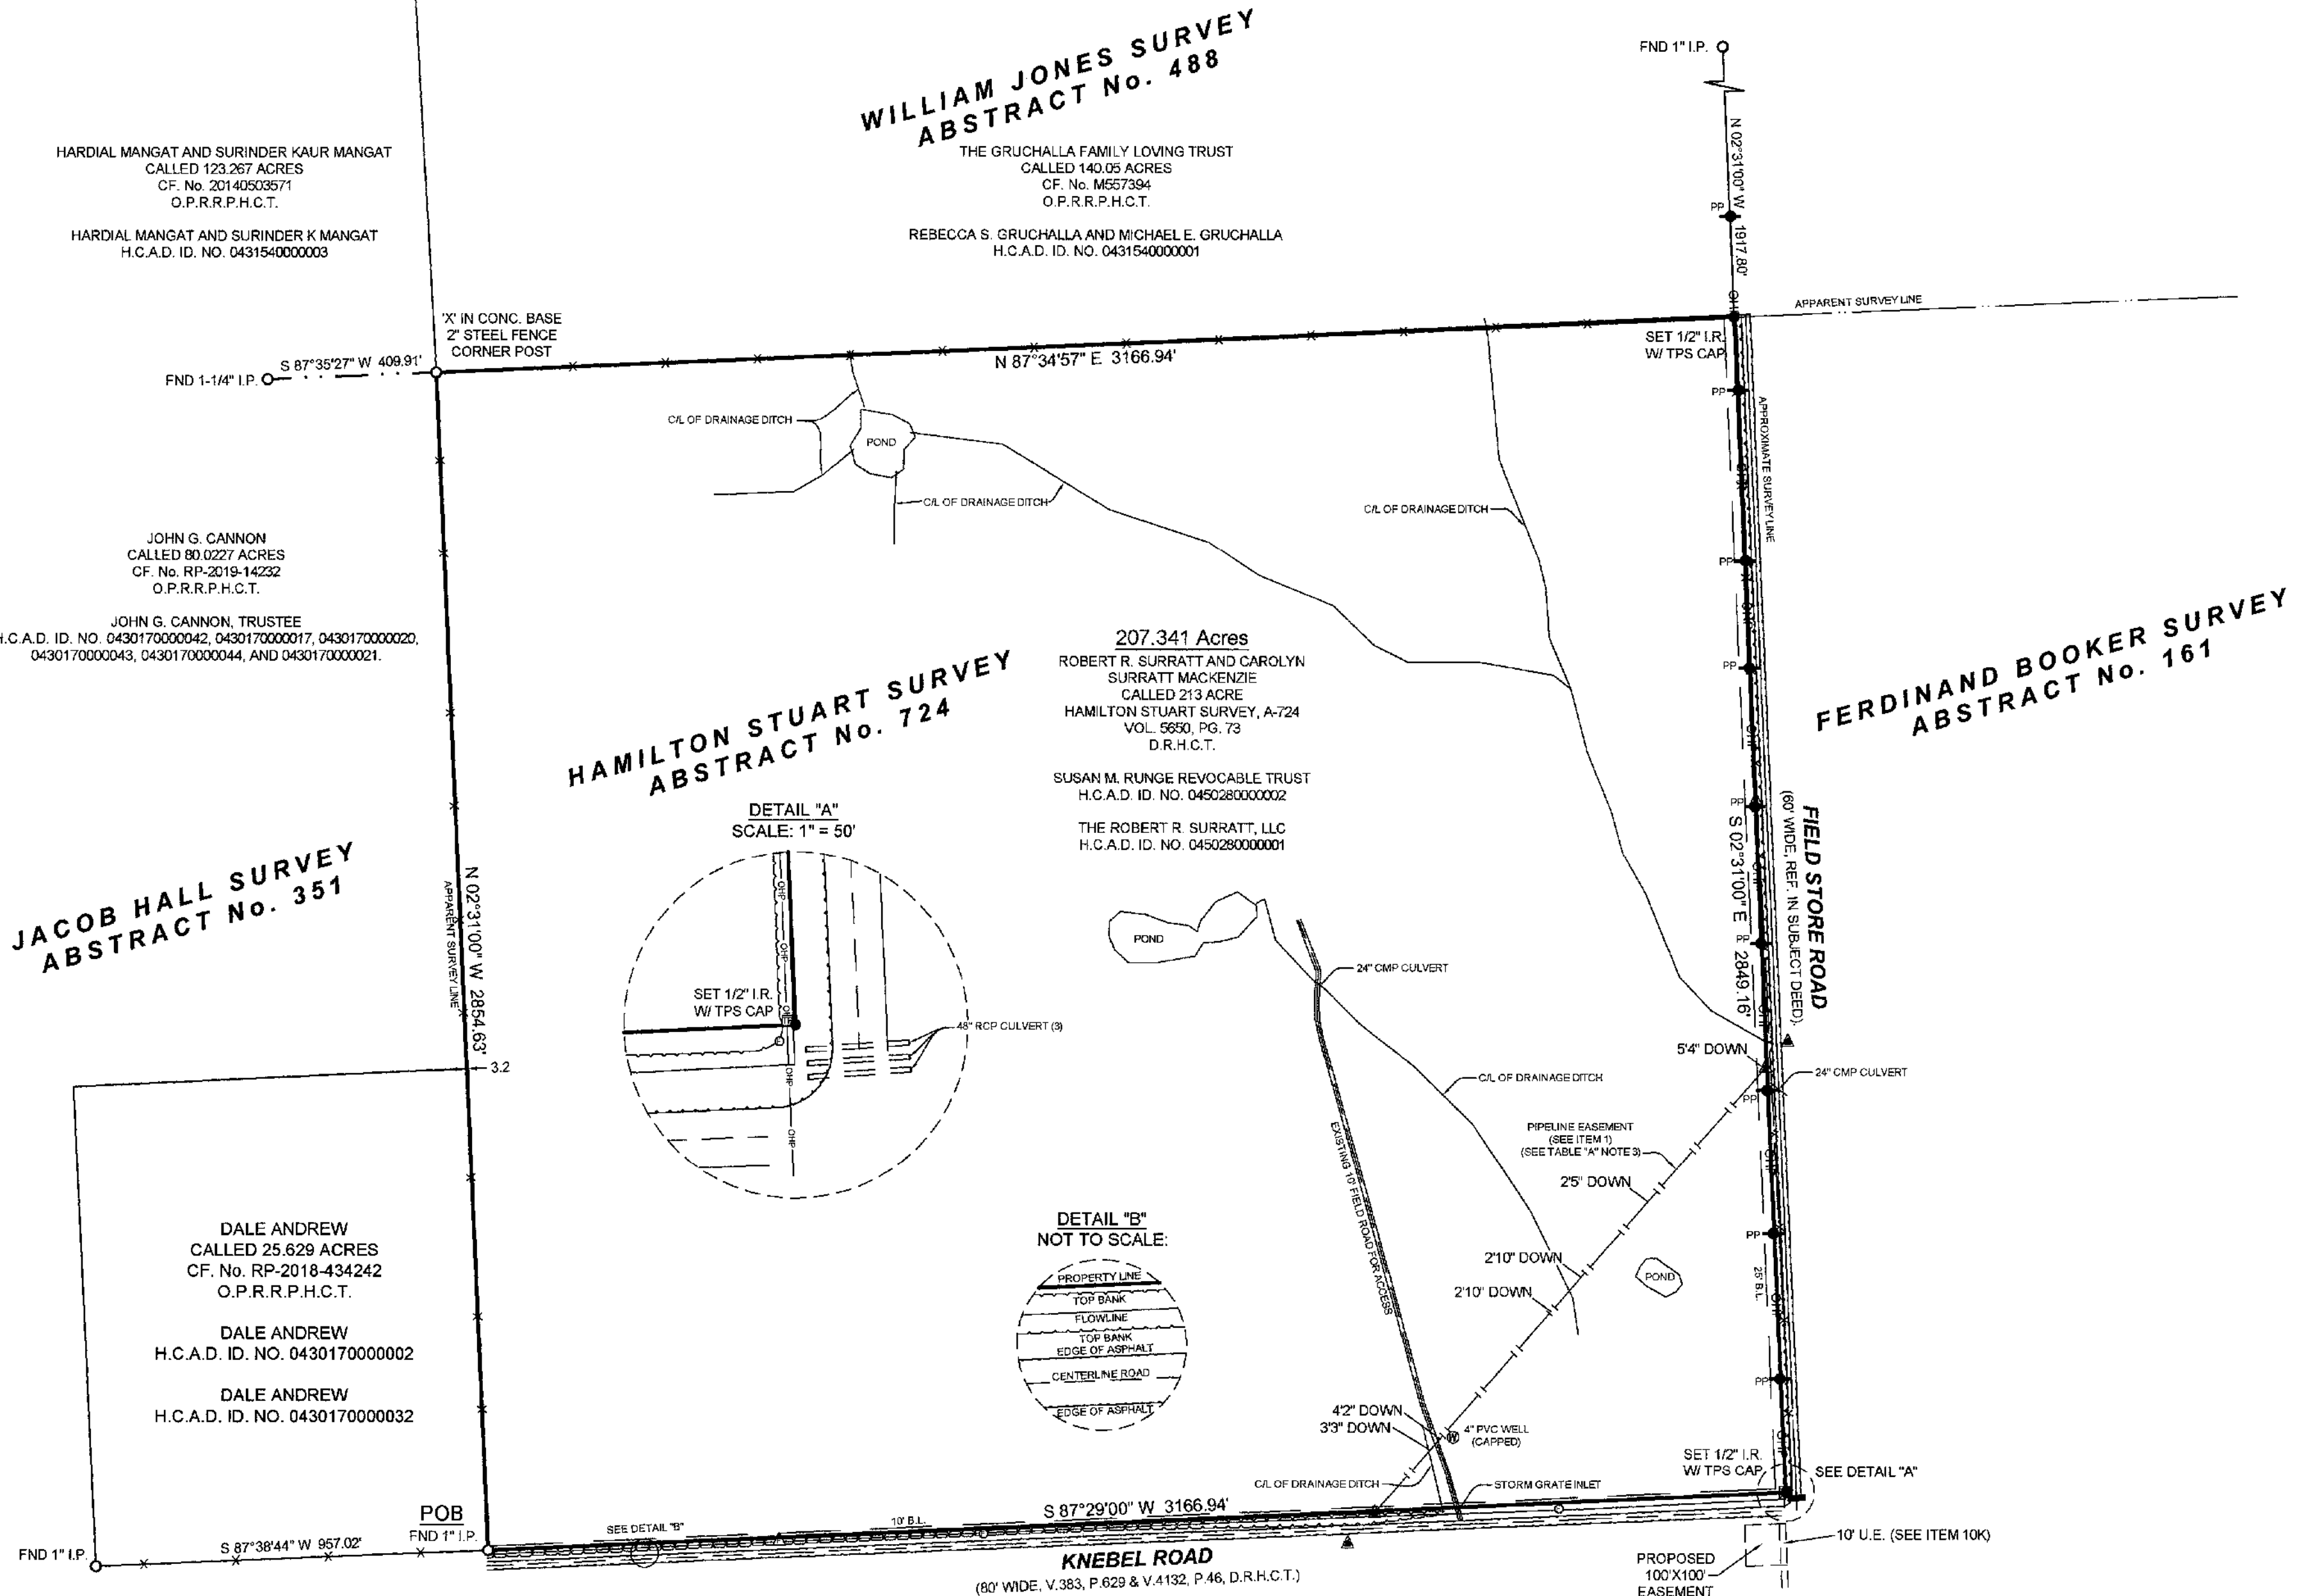 WILLIAM JONES SURVEY
ABSTRACT No. 488
FND 1" I.P.
HARDIAL MANGAT AND SURINDER KAUR MANGAT
CALLED 123.267 ACRES
CF. No. 20140503571
O.P.R.R.P.H.C.T.
HARDIAL MANGAT AND SURINDER K MANGAT
H.C.A.D. ID. NO. 0431540000003
THE GRUCHALLA FAMILY LOVING TRUST
CALLED 140.05 ACRES
CF. No. M557394
O.P.R.R.P.H.C.T.
REBECCA S. GRUCHALLA AND MICHAEL E. GRUCHALLA
H.C.A.D. ID. NO. 0431540000001
N 02°31'00" W 1917.80'
PP
APPARENT SURVEY LINE
'X' IN CONC. BASE
2" STEEL FENCE
CORNER POST
SET 1/2" I.R.
W/ TPS CAP
S 87°35'27" W 409.91'
FND 1-1/4" I.P.
N 87°34'57" E 3166.94'
PP
C/L OF DRAINAGE DITCH
POND
C/L OF DRAINAGE DITCH
C/L OF DRAINAGE DITCH
APPROXIMATE SURVEY LINE
PP
JOHN G. CANNON
CALLED 80.0227 ACRES
CF. No. RP-2019-14232
O.P.R.R.P.H.C.T.
JOHN G. CANNON, TRUSTEE
H.C.A.D. ID. NO. 0430170000042, 0430170000017, 0430170000020,
0430170000043, 0430170000044, AND 0430170000021.
207.341 Acres
ROBERT R. SURRATT AND CAROLYN
SURRATT MACKENZIE
CALLED 213 ACRE
HAMILTON STUART SURVEY, A-724
VOL. 5650, PG. 73
D.R.H.C.T.
SUSAN M. RUNGE REVOCABLE TRUST
H.C.A.D. ID. NO. 0450280000002
THE ROBERT R. SURRATT, LLC
H.C.A.D. ID. NO. 0450280000001
PP
HAMILTON STUART SURVEY
ABSTRACT No. 724
FERDINAND BOOKER SURVEY
ABSTRACT No. 161
DETAIL "A"
SCALE: 1" = 50'
OHP
OHP
OHP
OHP
SET 1/2" I.R.
W/ TPS CAP
48" RCP CULVERT (3)
PP
S 02°31'00" E 2849.16'
PP
FIELD STORE ROAD
(60' WIDE, REF. IN SUBJECT DEED).
JACOB HALL SURVEY
ABSTRACT No. 351
N 02°31'00" W 2854.63'
APPARENT SURVEY LINE
3.2
POND
24" CMP CULVERT
C/L OF DRAINAGE DITCH
5'4" DOWN
24" CMP CULVERT
PP
PIPELINE EASEMENT
(SEE ITEM 1)
(SEE TABLE "A" NOTE 3)
2'5" DOWN
EXISTING 10' FIELD ROAD FOR ACCESS
PP
2'10" DOWN
POND
25' B.L.
2'10" DOWN
DALE ANDREW
CALLED 25.629 ACRES
CF. No. RP-2018-434242
O.P.R.R.P.H.C.T.
DALE ANDREW
H.C.A.D. ID. NO. 0430170000002
DALE ANDREW
H.C.A.D. ID. NO. 0430170000032
DETAIL "B"
NOT TO SCALE:
PROPERTY LINE
TOP BANK
FLOWLINE
TOP BANK
EDGE OF ASPHALT
CENTERLINE ROAD
EDGE OF ASPHALT
PP
4'2" DOWN
3'3" DOWN
4" PVC WELL
(CAPPED)
W
SET 1/2" I.R.
W/ TPS CAP
SEE DETAIL "A"
C/L OF DRAINAGE DITCH
STORM GRATE INLET
POB
FND 1" I.P.
S 87°29'00" W 3166.94'
SEE DETAIL "B"
10' B.L.
FND 1" I.P.
S 87°38'44" W 957.02'
KNEBEL ROAD
(80' WIDE, V.383, P.629 & V.4132, P.46, D.R.H.C.T.)
10' U.E. (SEE ITEM 10K)
PROPOSED
100'X100'
EASEMENT